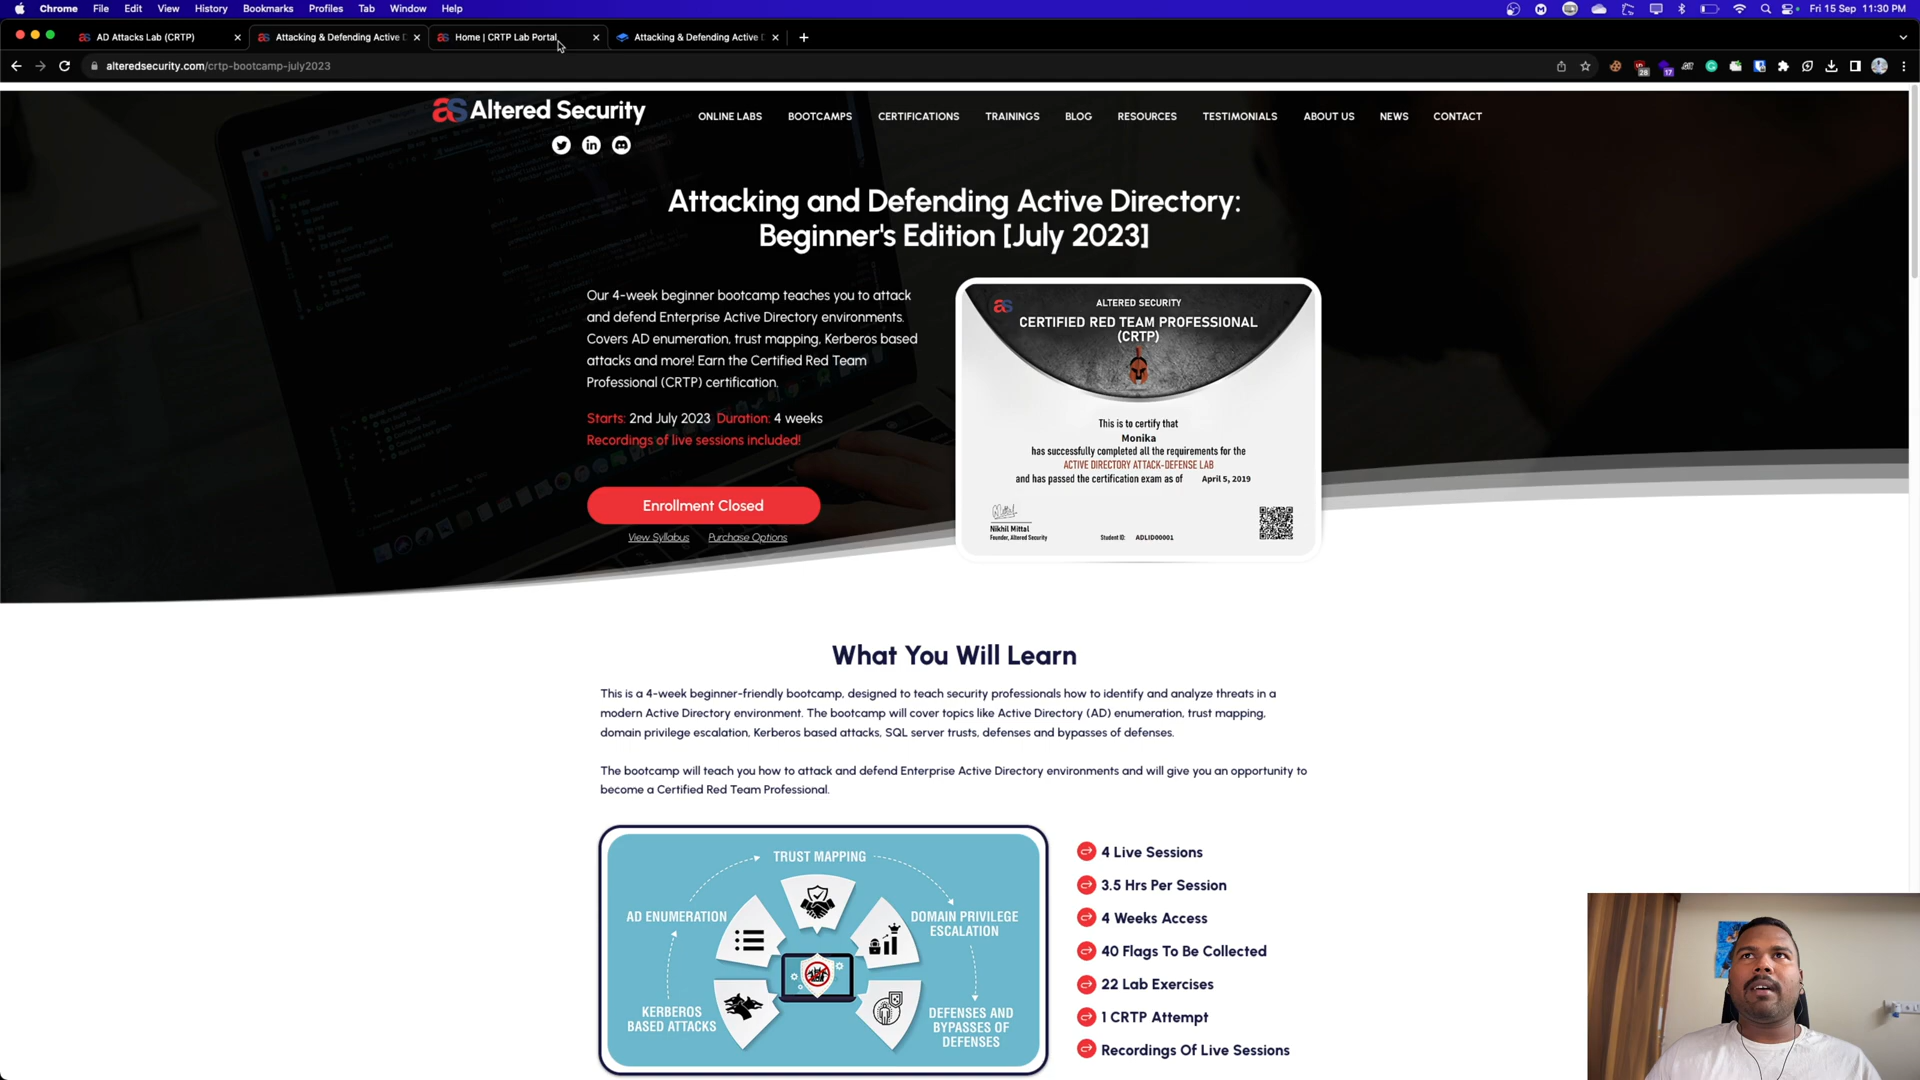 Chrome File Edit View History Bookmarks Profiles Tab Window Help Fri 15 Sep 11:30 PM
AD Attacks Lab (CRTP) Attacking & Defending Active D Home | CRTP Lab Portal Attacking & Defending Active D
alteredsecurity.com/crtp-bootcamp-july2023
28 17
as Altered Security
ONLINE LABS BOOTCAMPS CERTIFICATIONS TRAININGS BLOG RESOURCES TESTIMONIALS ABOUT US NEWS CONTACT
Attacking and Defending Active Directory:
Beginner's Edition [July 2023]
Our 4-week beginner bootcamp teaches you to attack
and defend Enterprise Active Directory environments.
Covers AD enumeration, trust mapping, Kerberos based
attacks and more! Earn the Certified Red Team
Professional (CRTP) certification.
Starts: 2nd July 2023 Duration: 4 weeks
Recordings of live sessions included!
Enrollment Closed
View Syllabus Purchase Options
as
ALTERED SECURITY
CERTIFIED RED TEAM PROFESSIONAL
(CRTP)
This is to certify that
Monika
has successfully completed all the requirements for the
ACTIVE DIRECTORY ATTACK-DEFENSE LAB
and has passed the certification exam as of April 5, 2019
Nikhil Mittal
Founder, Altered Security Student ID: ADLID00001
What You Will Learn
This is a 4-week beginner-friendly bootcamp, designed to teach security professionals how to identify and analyze threats in a
modern Active Directory environment. The bootcamp will cover topics like Active Directory (AD) enumeration, trust mapping,
domain privilege escalation, Kerberos based attacks, SQL server trusts, defenses and bypasses of defenses.
The bootcamp will teach you how to attack and defend Enterprise Active Directory environments and will give you an opportunity to
become a Certified Red Team Professional.
TRUST MAPPING
AD ENUMERATION
DOMAIN PRIVILEGE
ESCALATION
KERBEROS
BASED ATTACKS
DEFENSES AND
BYPASSES OF
DEFENSES
4 Live Sessions
3.5 Hrs Per Session
4 Weeks Access
40 Flags To Be Collected
22 Lab Exercises
1 CRTP Attempt
Recordings Of Live Sessions